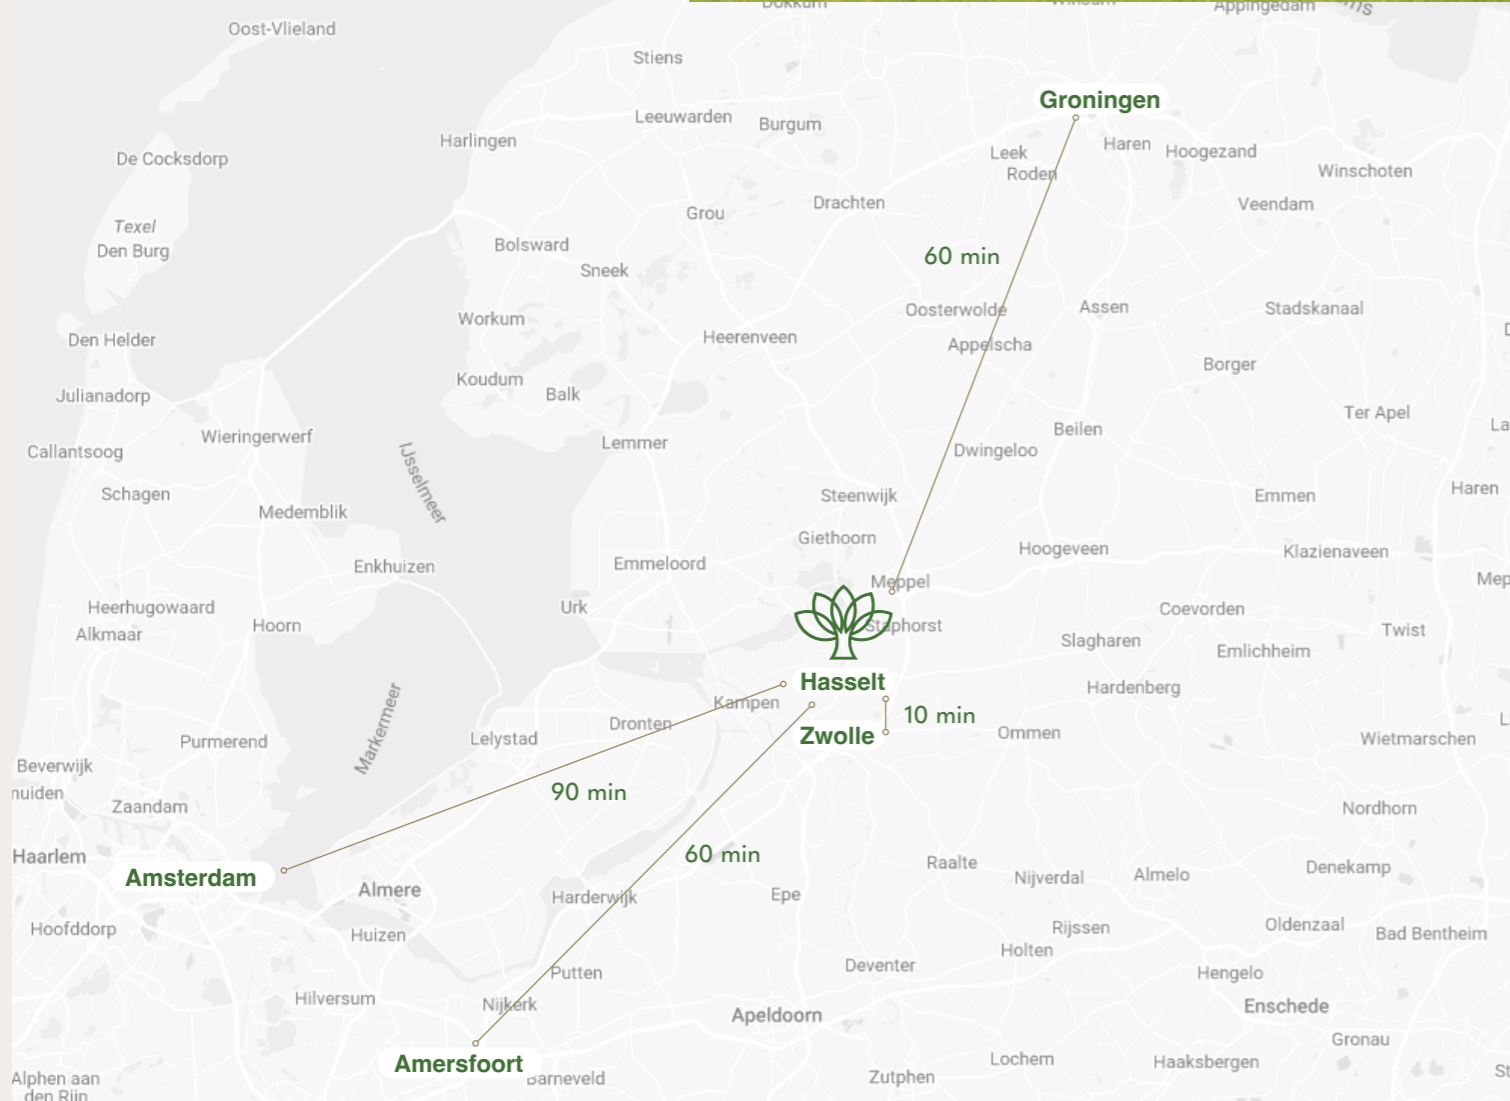 Dokkum
Winsum
Appingedam
Oost-Vlieland
Stiens
Groningen
Leeuwarden
Burgum
Harlingen
Haren
Hoogezand
Leek
De Cocksdorp
Roden
Winschoten
Drachten
Veendam
Grou
Texel
Den Burg
Bolsward
60 min
Sneek
Oosterwolde
Assen
Stadskanaal
Workum
Den Helder
Heerenveen
Appelscha
Borger
Koudum
Balk
Julianadorp
Ter Apel
Wieringerwerf
Beilen
Lemmer
Dwingeloo
Callantsoog
IJsselmeer
Schagen
Steenwijk
Emmen
Haren
Medemblik
Giethoorn
Hoogeveen
Klazienaveen
Enkhuizen
Emmeloord
Meppel
Heerhugowaard
Urk
Coevorden
Alkmaar
Hoorn
Staphorst
Slagharen
Twist
Emlichheim
Hasselt
Hardenberg
Kampen
10 min
Markermeer
Dronten
Zwolle
Ommen
Purmerend
Lelystad
Wietmarschen
Beverwijk
90 min
Zaandam
Nordhorn
60 min
Haarlem
Raalte
Denekamp
Amsterdam
Nijverdal
Almelo
Almere
Harderwijk
Epe
Hoofddorp
Huizen
Rijssen
Oldenzaal
Bad Bentheim
Holten
Putten
Deventer
Hengelo
Hilversum
Nijkerk
Apeldoorn
Enschede
Gronau
Amersfoort
Lochem
Haaksbergen
Alphen aan
den Rijn
Barneveld
Zutphen